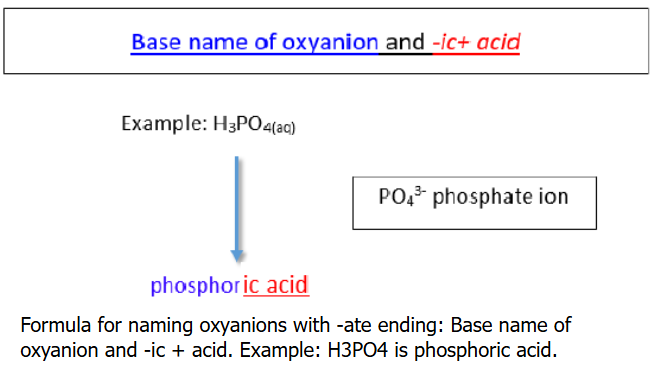 Base name of oxyanion and -ic+ acid
Example: H₃PO₄(aq)
PO₄³⁻ phosphate ion
phosphoric acid
Formula for naming oxyanions with -ate ending: Base name of
oxyanion and -ic + acid. Example: H3PO4 is phosphoric acid.